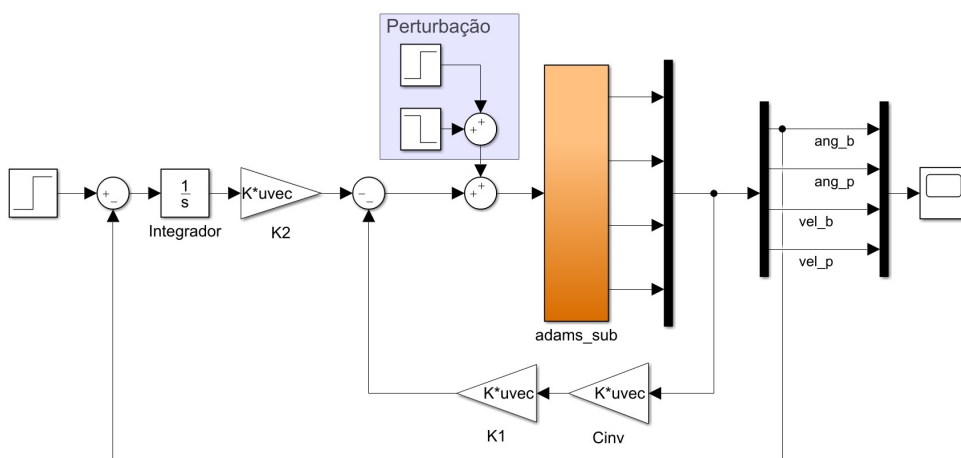 Perturbação
+
+
+
−
1
s
Integrador
K*uvec
K2
−
−
+
+
adams_sub
ang_b
ang_p
vel_b
vel_p
K*uvec
K1
K*uvec
Cinv